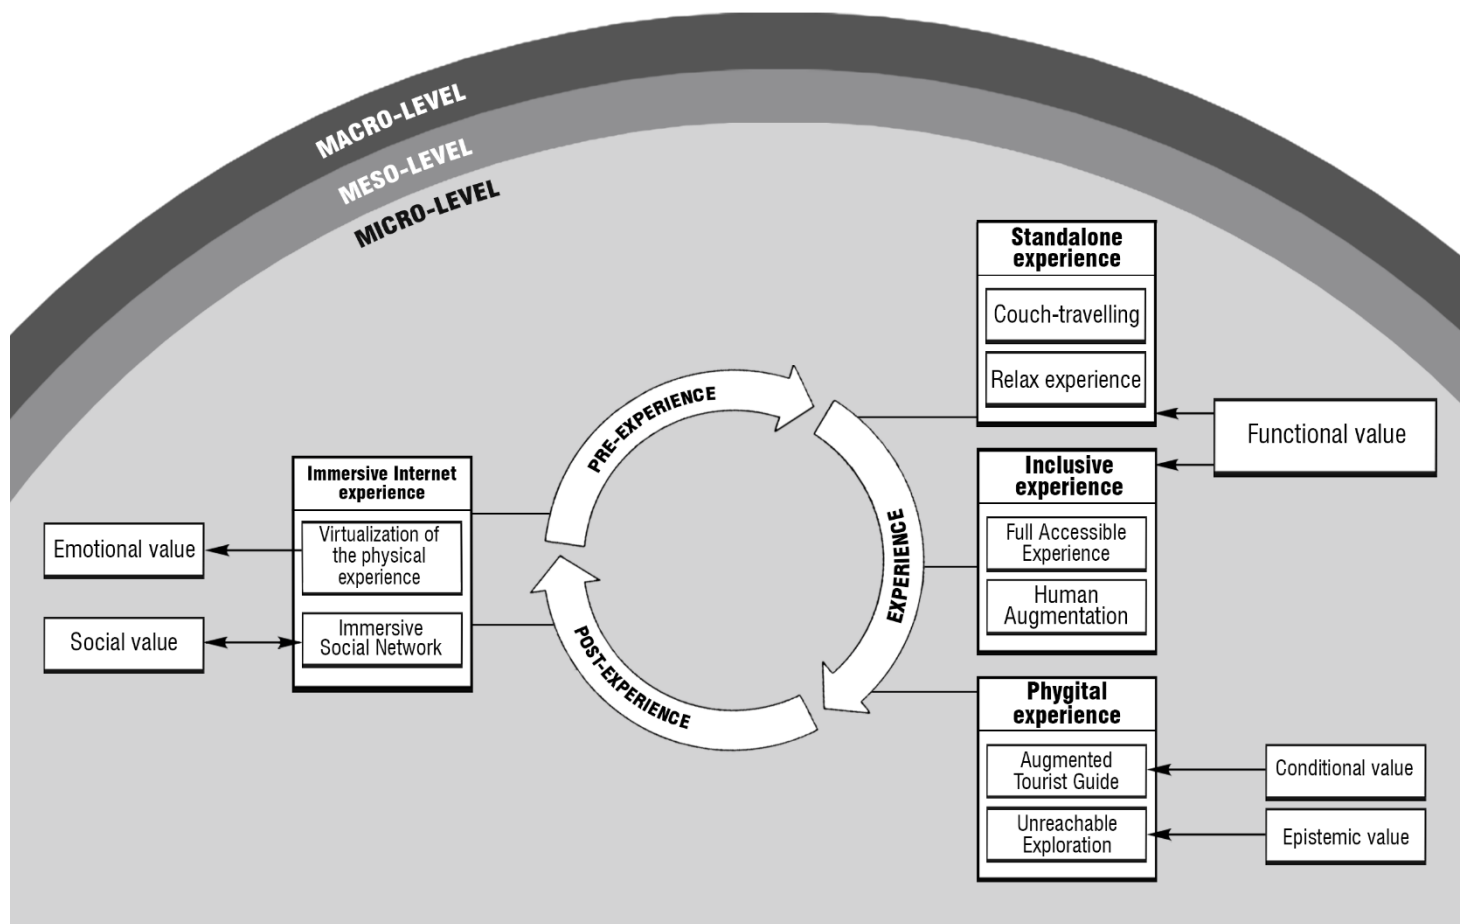 MACRO-LEVEL
MESO-LEVEL
MICRO-LEVEL
Standalone
experience
Couch-travelling
Relax experience
Functional value
PRE-EXPERIENCE
EXPERIENCE
POST-EXPERIENCE
Immersive Internet
experience
Virtualization of
the physical
experience
Immersive
Social Network
Emotional value
Social value
Inclusive
experience
Full Accessible
Experience
Human
Augmentation
Phygital
experience
Augmented
Tourist Guide
Unreachable
Exploration
Conditional value
Epistemic value